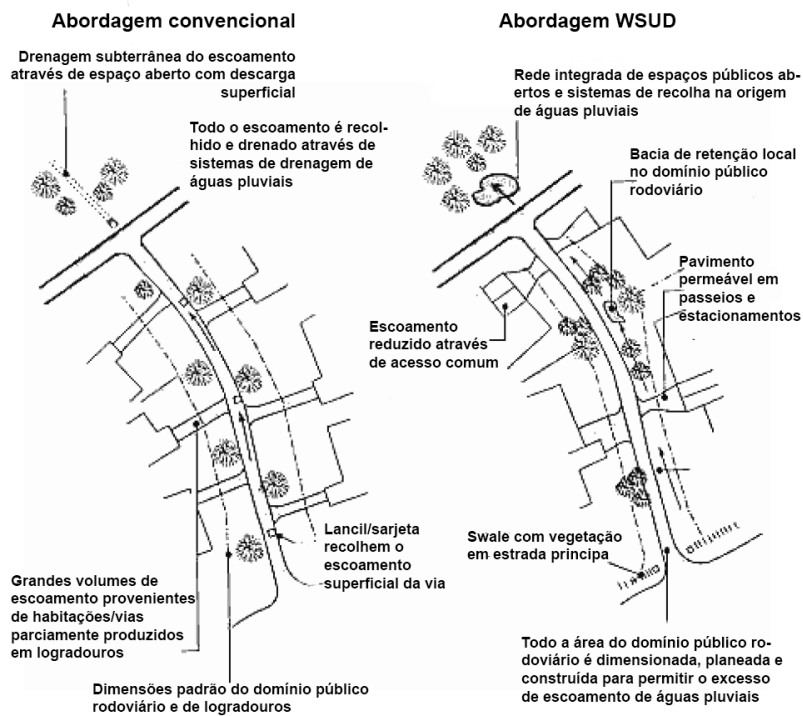 Abordagem convencional
Drenagem subterrânea do escoamento
através de espaço aberto com descarga
superficial
Todo o escoamento é recol-
hido e drenado através de
sistemas de drenagem de
águas pluviais
Lancil/sarjeta
recolhem o
escoamento
superficial da via
Grandes volumes de
escoamento provenientes
de habitações/vias
parciamente produzidos
em logradouros
Dimensões padrão do domínio público
rodoviário e de logradouros
Abordagem WSUD
Rede integrada de espaços públicos ab-
ertos e sistemas de recolha na origem
de águas pluviais
Bacia de retenção local
no domínio público
rodoviário
Pavimento
permeável em
passeios e
estacionamentos
Escoamento
reduzido através
de acesso comum
Swale com vegetação
em estrada principa
Todo a área do domínio público ro-
doviário é dimensionada, planeada e
construída para permitir o excesso
de escoamento de águas pluviais